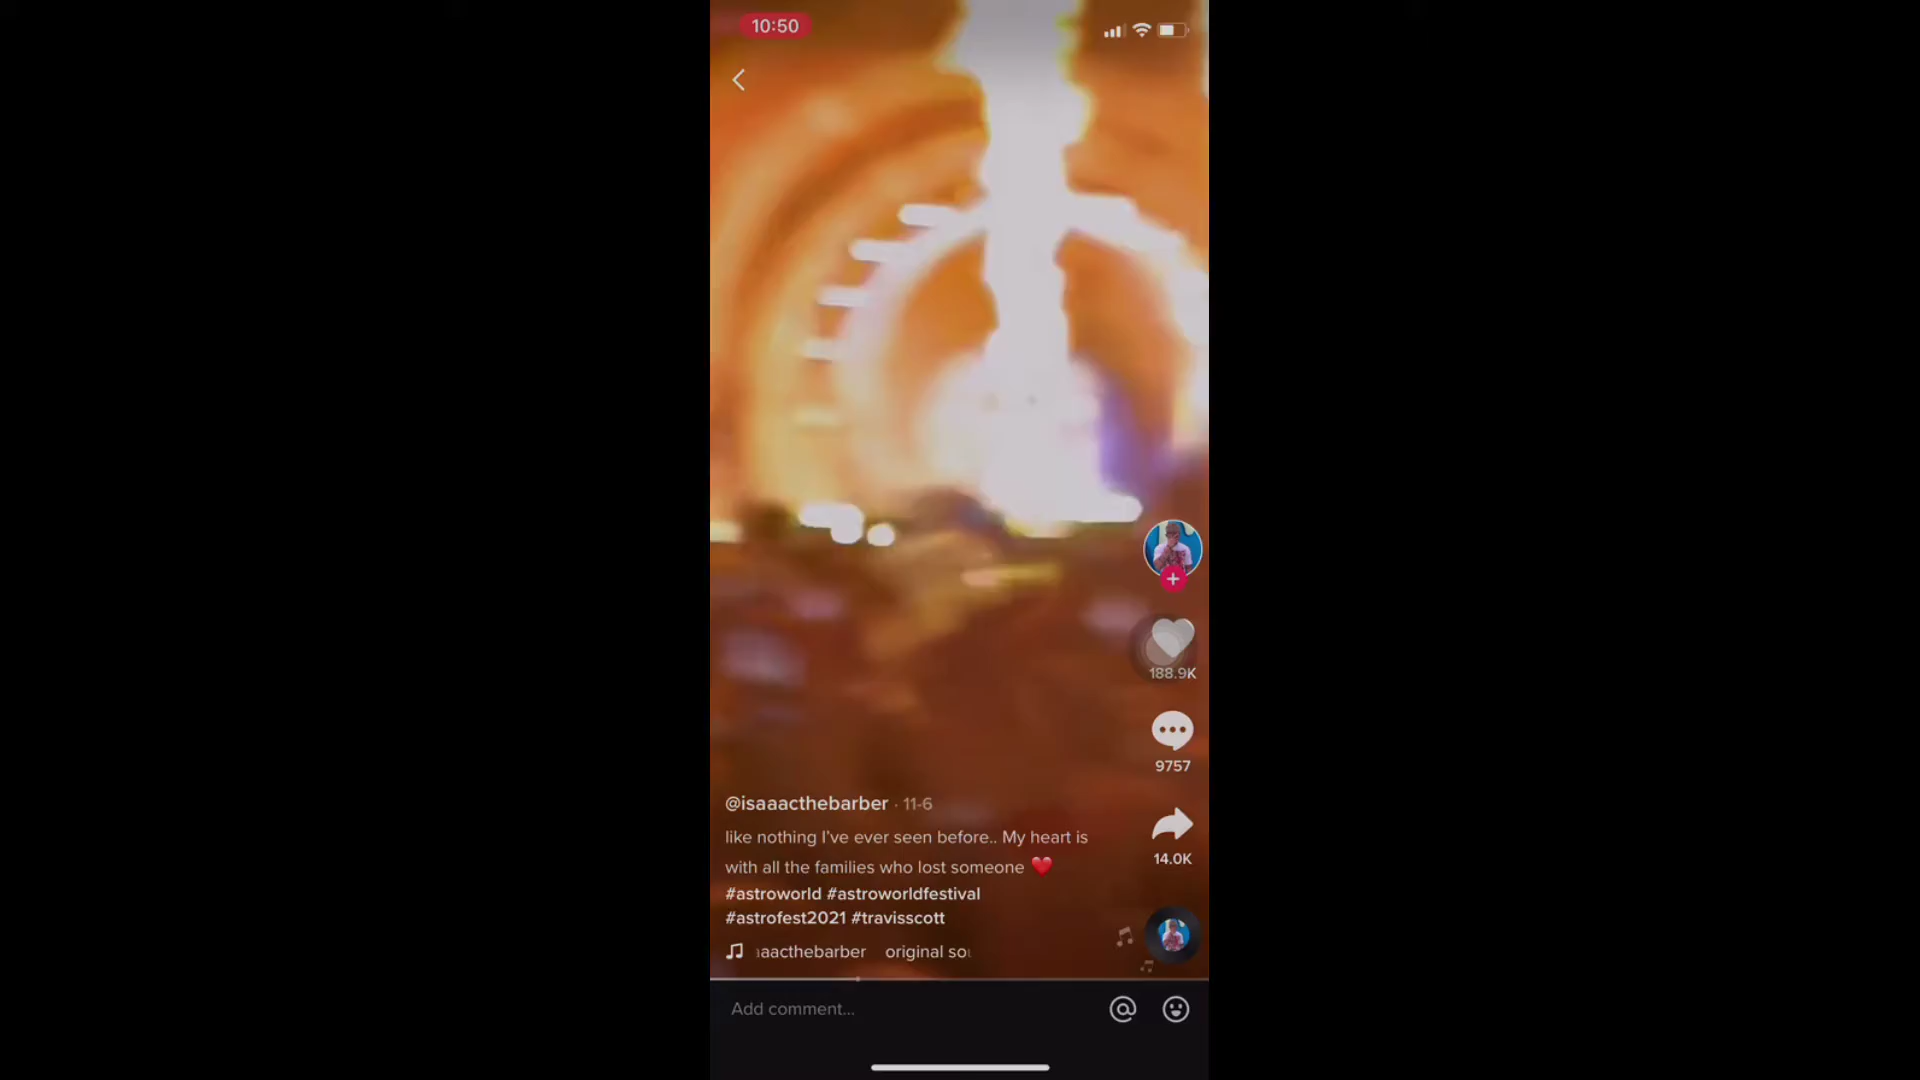 10:50
188.9K
9757
@isaaacthebarber · 11-6
like nothing I've ever seen before.. My heart is
with all the families who lost someone ❤️
14.0K
#astroworld #astroworldfestival
#astrofest2021 #travisscott
aacthebarber original sou
Add comment...